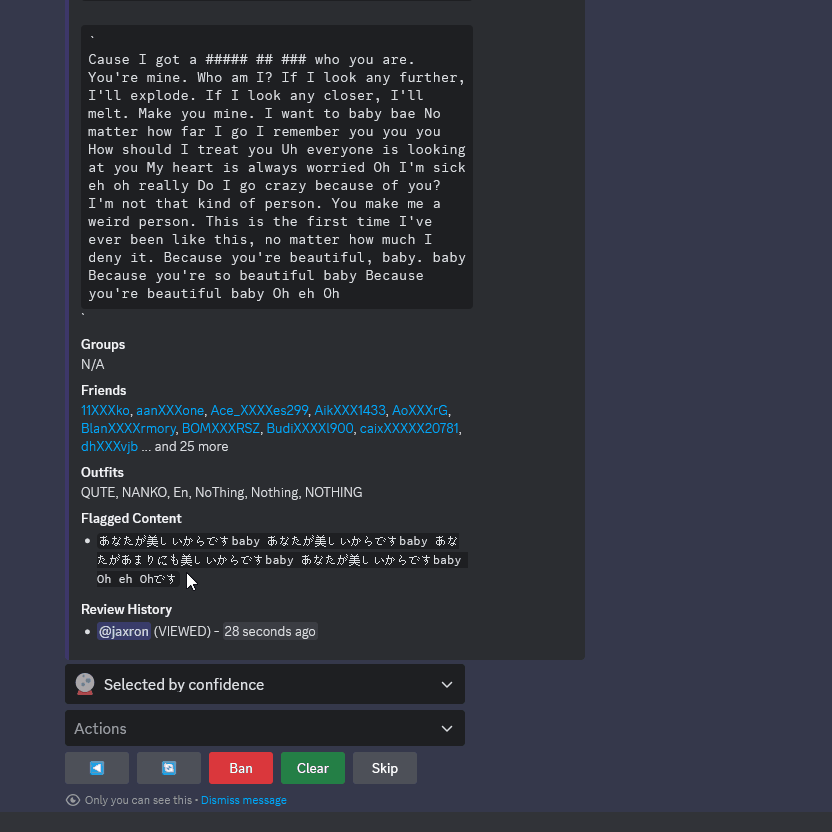 `
Cause I got a ##### ## ### who you are.
You're mine. Who am I? If I look any further,
I'll explode. If I look any closer, I'll
melt. Make you mine. I want to baby bae No
matter how far I go I remember you you you
How should I treat you Uh everyone is looking
at you My heart is always worried Oh I'm sick
eh oh really Do I go crazy because of you?
I'm not that kind of person. You make me a
weird person. This is the first time I've
ever been like this, no matter how much I
deny it. Because you're beautiful, baby. baby
Because you're so beautiful baby Because
you're beautiful baby Oh eh Oh
`
Groups
N/A
Friends
11XXXko, aanXXXone, Ace_XXXXes299, AikXXX1433, AoXXXrG,
BlanXXXXrmory, BOMXXXRSZ, BudiXXXXl900, caixXXXXX20781,
dhXXXvjb ... and 25 more
Outfits
QUTE, NANKO, En, NoThing, Nothing, NOTHING
Flagged Content
• あなたが美しいからですbaby あなたが美しいからですbaby あな
たがあまりにも美しいからですbaby あなたが美しいからですbaby
Oh eh Ohです
Review History
• @jaxron (VIEWED) - 28 seconds ago
Selected by confidence
Actions
Ban Clear Skip
Only you can see this • Dismiss message